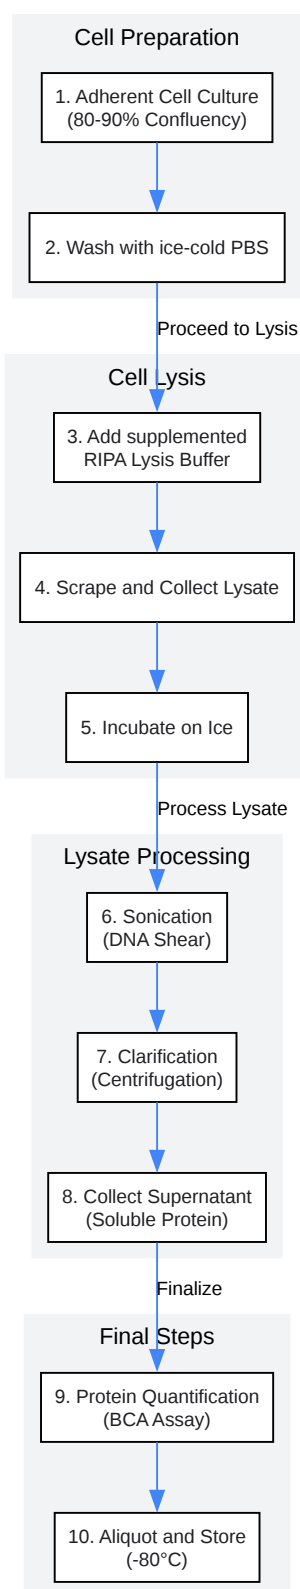 Cell Preparation
1. Adherent Cell Culture
(80-90% Confluency)
2. Wash with ice-cold PBS
Proceed to Lysis
Cell Lysis
3. Add supplemented
RIPA Lysis Buffer
4. Scrape and Collect Lysate
5. Incubate on Ice
Process Lysate
Lysate Processing
6. Sonication
(DNA Shear)
7. Clarification
(Centrifugation)
8. Collect Supernatant
(Soluble Protein)
Finalize
Final Steps
9. Protein Quantification
(BCA Assay)
10. Aliquot and Store
(-80°C)